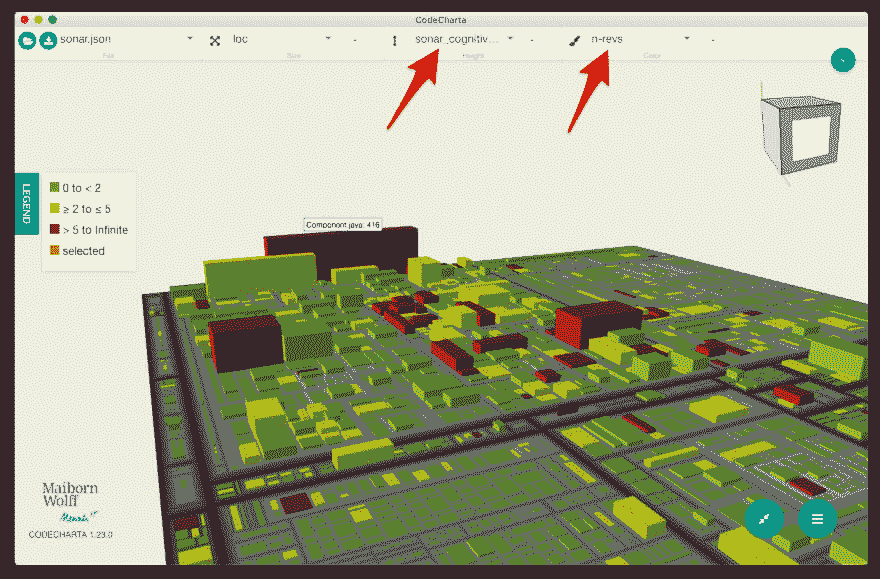 CodeCharta
sonar.json
loc
-
sonar_cognitiv...
-
n-revs
-
File
Size
Height
Color
LEGEND
0 to < 2
≥ 2 to ≤ 5
> 5 to Infinite
selected
Component.java: 416
Maiborn
Wolff
CODECHARTA 1.23.0